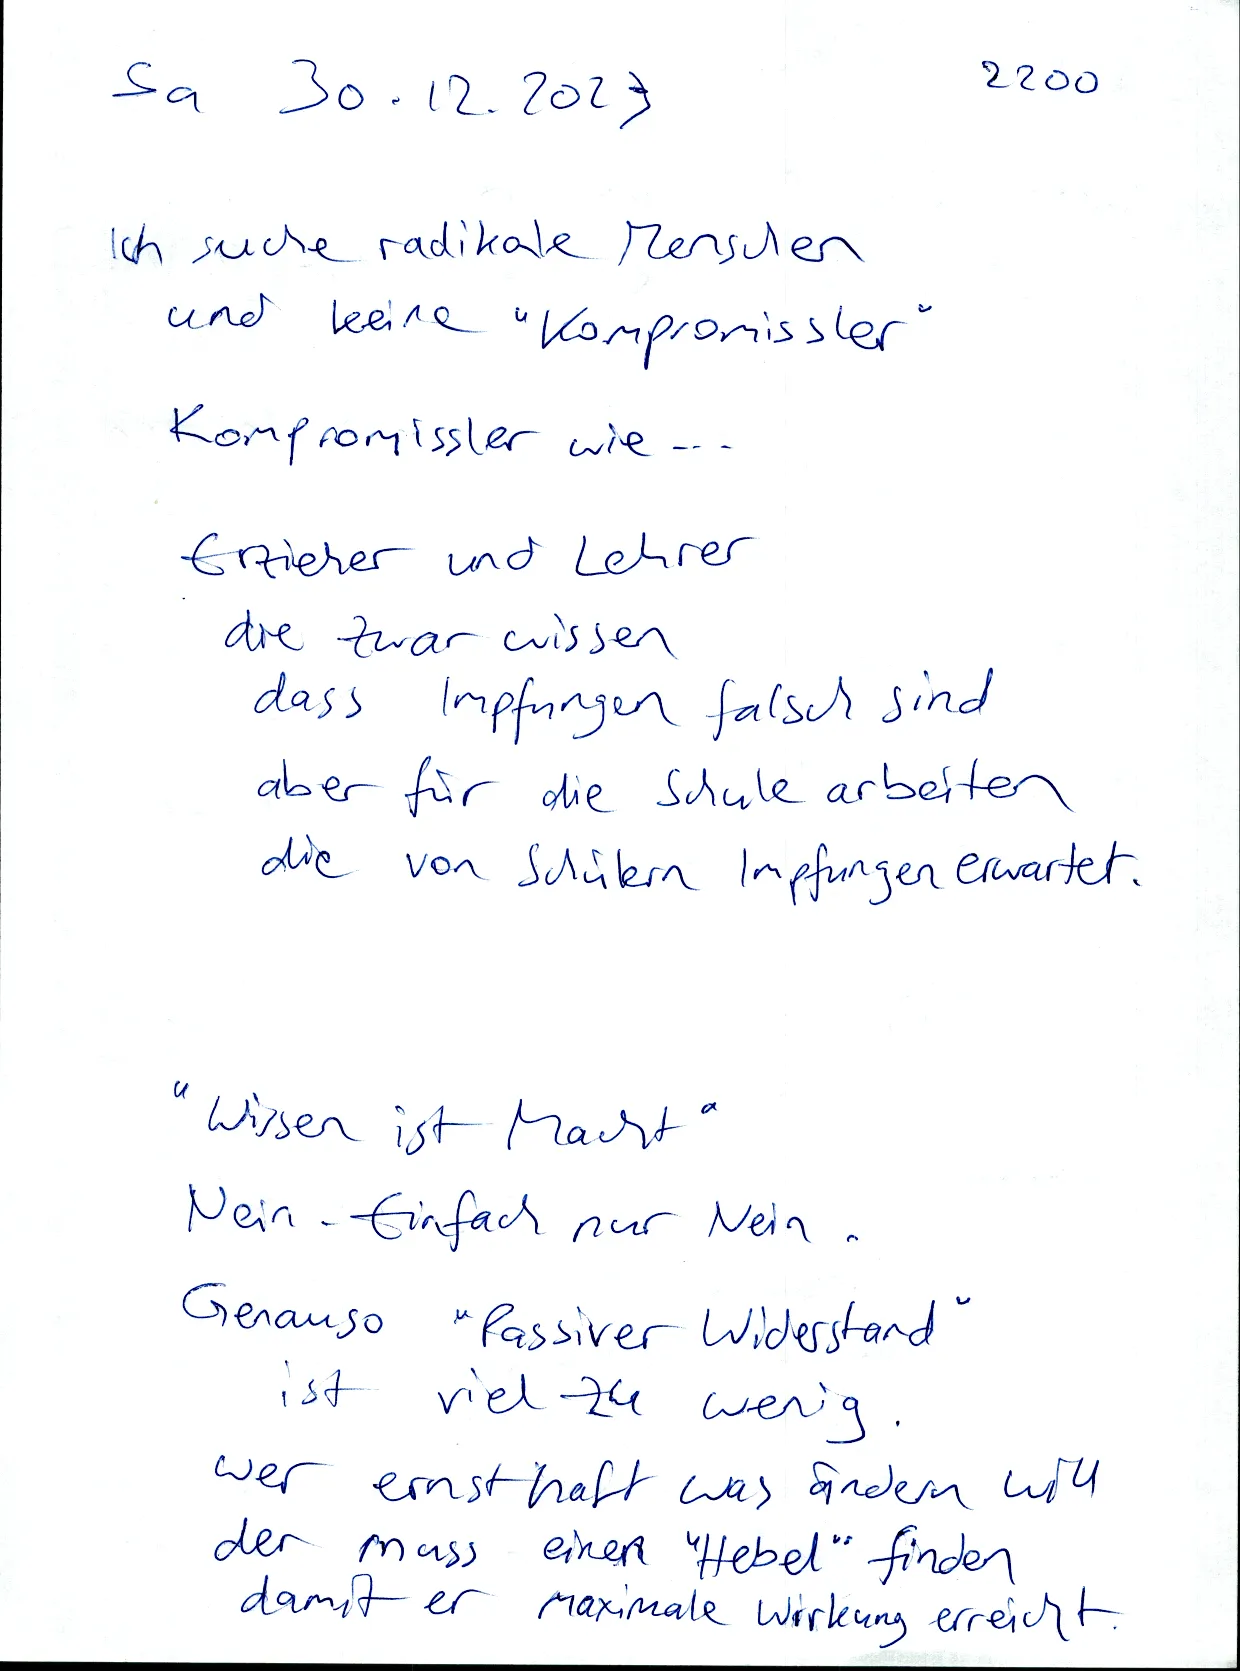 Sa 30.12.2023 2200
Ich suche radikale Menschen
und keine "Kompromissler"
Kompromissler wie ---
Erzieher und Lehrer
die zwar wissen
dass Impfungen falsch sind
aber für die Schule arbeiten
die von Schülern Impfungen erwartet.
"Wissen ist Macht"
Nein - Einfach nur Nein.
Genauso "Passiver Widerstand"
ist viel zu wenig.
wer ernsthaft was ändern will
der muss einen "Hebel" finden
damit er maximale Wirkung erreicht.